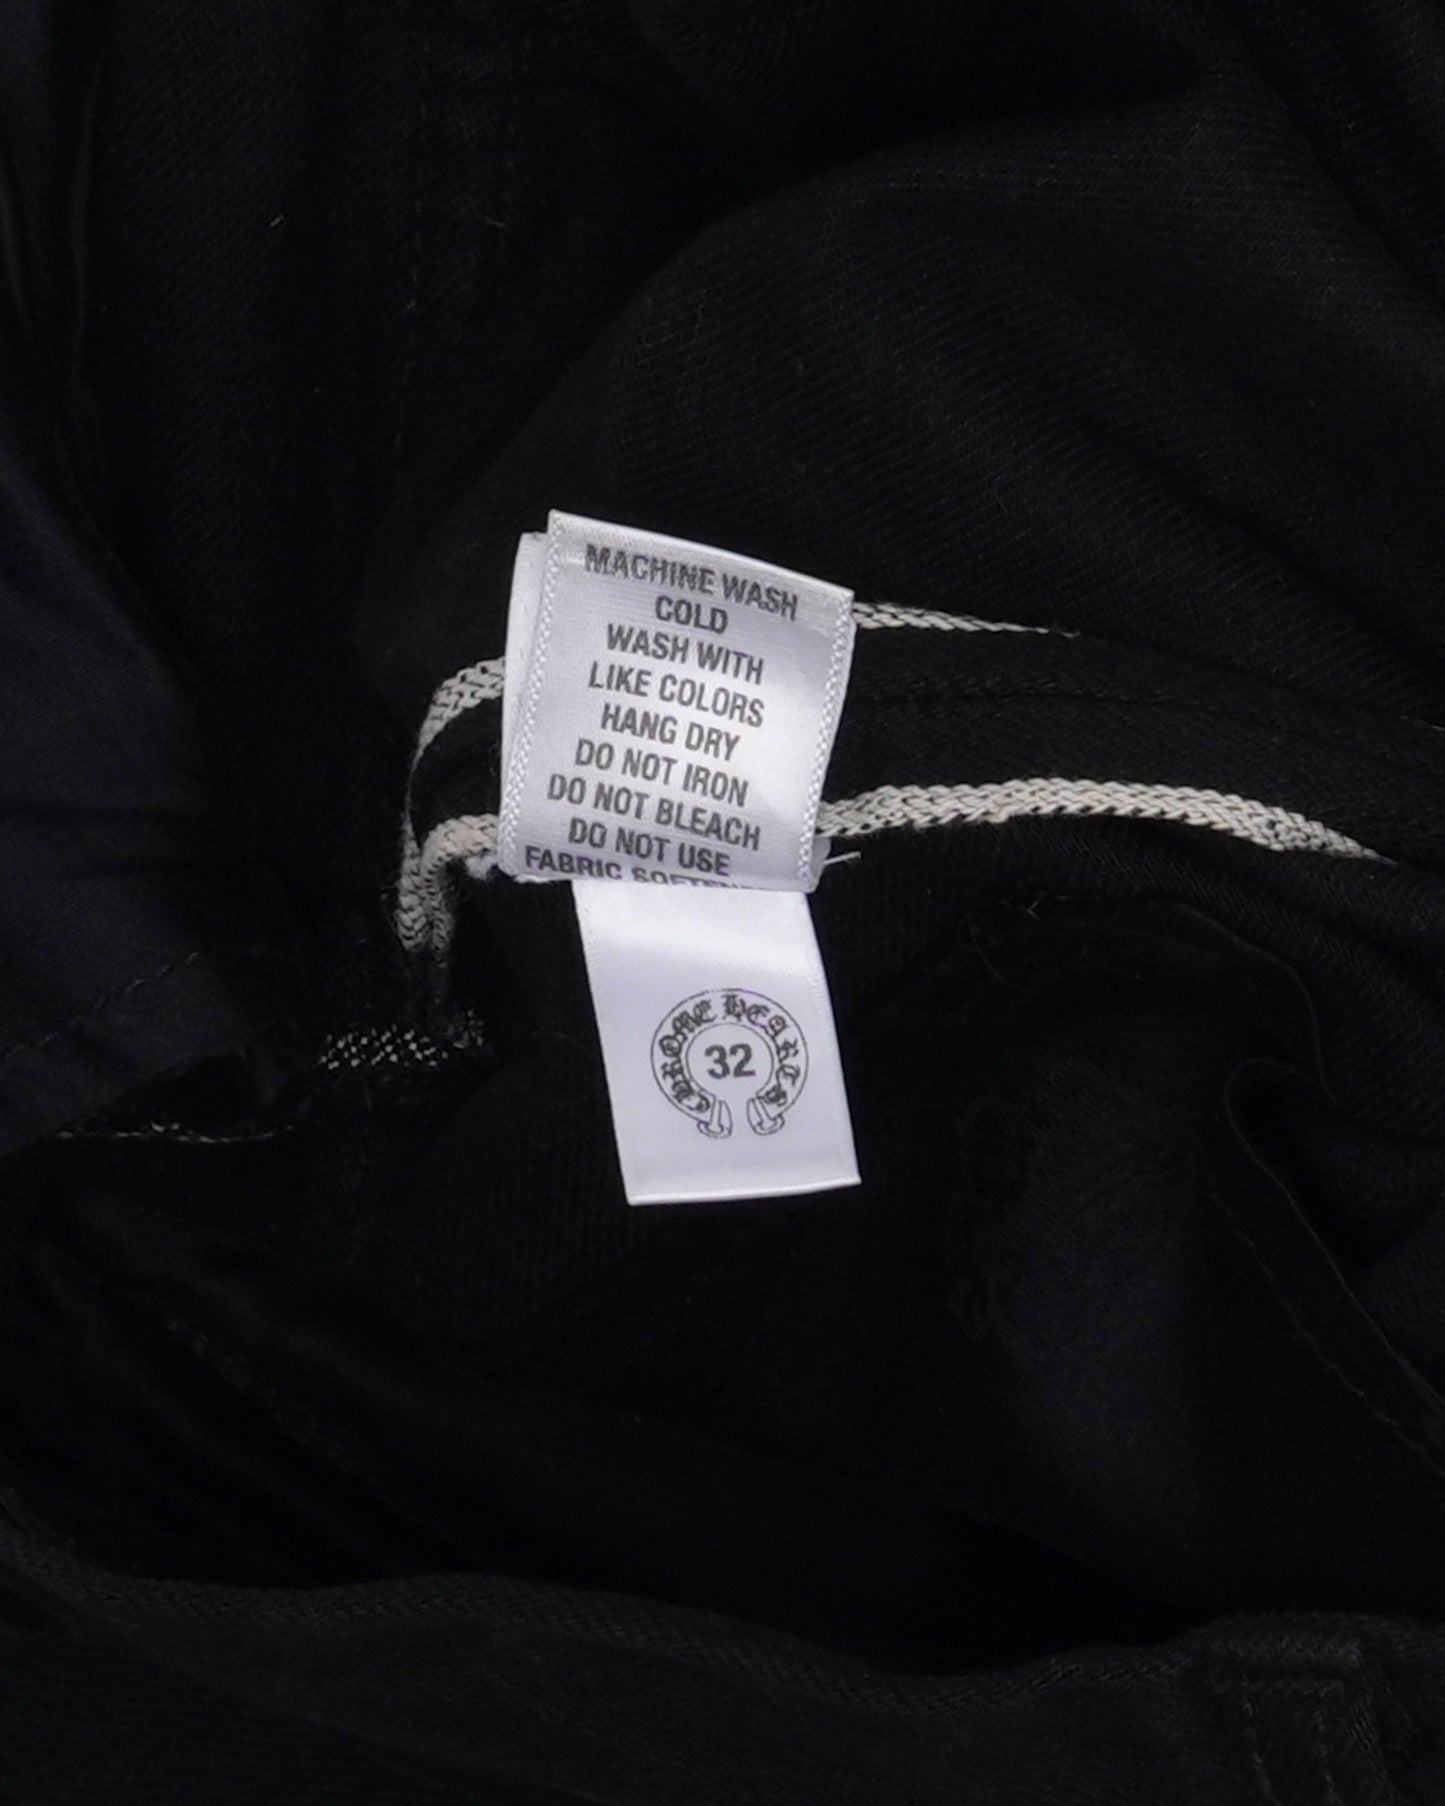 MACHINE WASH
COLD
WASH WITH
LIKE COLORS
HANG DRY
DO NOT IRON
DO NOT BLEACH
DO NOT USE
FABRIC
CHROME HEARTS
32